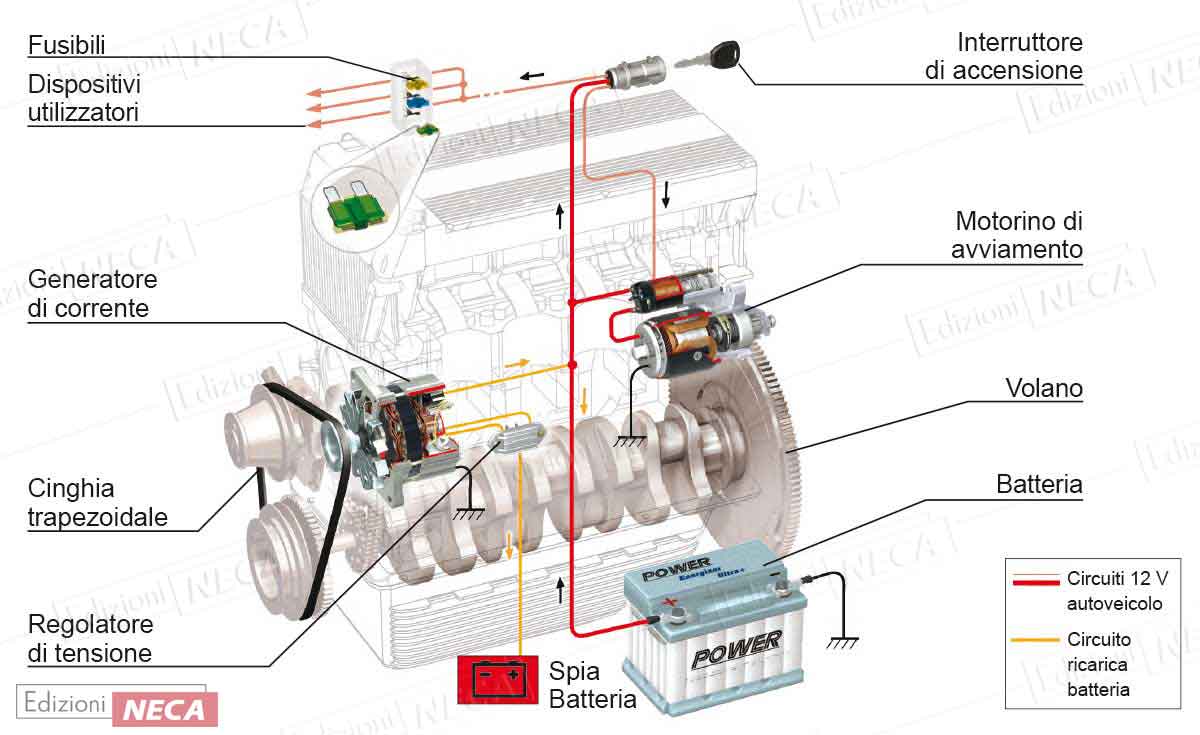 Fusibili
Dispositivi
utilizzatori
Interruttore
di accensione
Motorino di
avviamento
Generatore
di corrente
Volano
Batteria
Cinghia
trapezoidale
Regolatore
di tensione
POWER
Energizer
Ultra+
+
-
POWER
- +
Spia
Batteria
Circuiti 12 V
autoveicolo
Circuito
ricarica
batteria
Edizioni
NECA